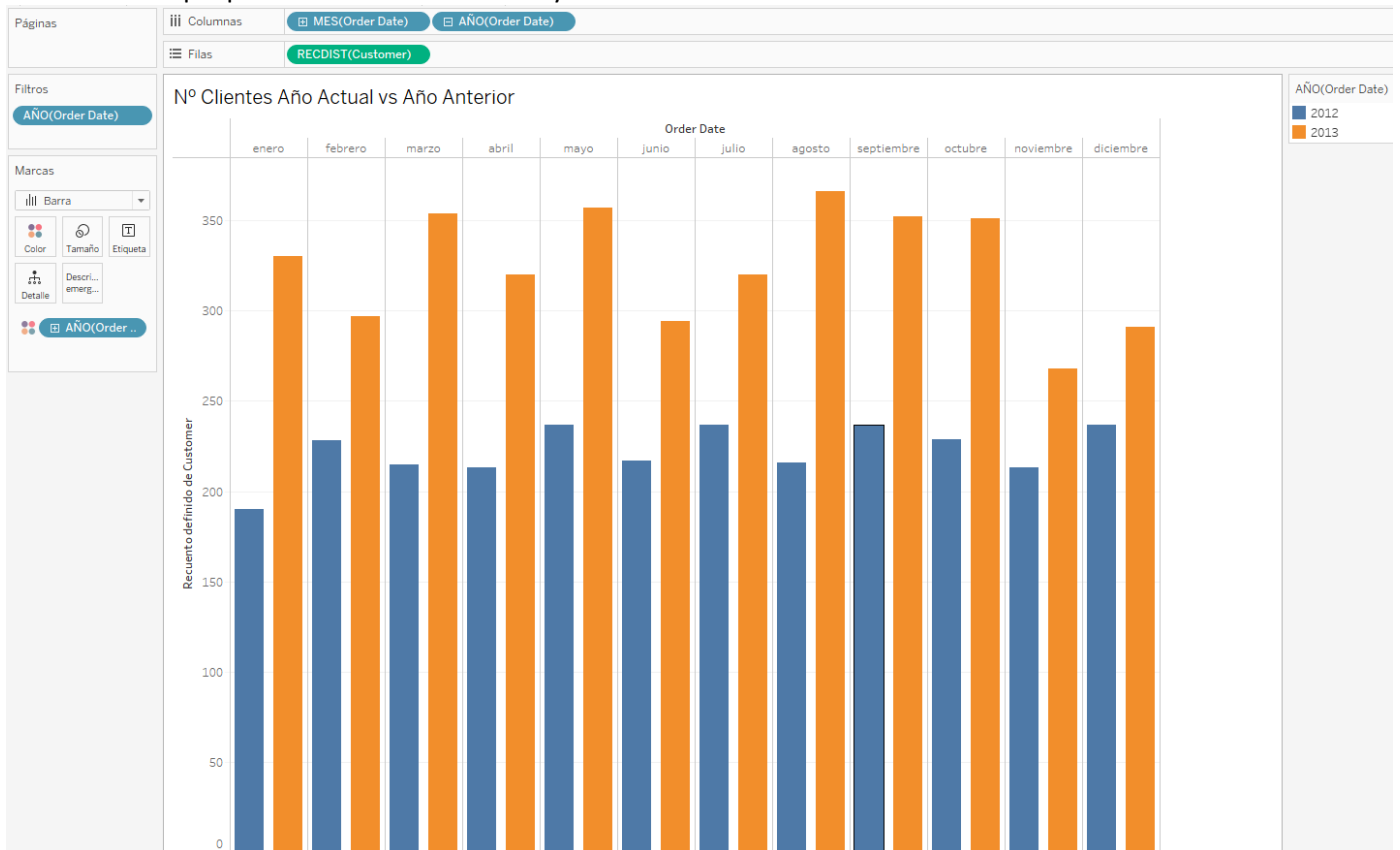 Páginas
Columnas
MES(Order Date)
AÑO(Order Date)
Filas
RECDIST(Customer)
Filtros
AÑO(Order Date)
Marcas
Barra
Color
Tamaño
Etiqueta
Detalle
Descri...
emerg...
AÑO(Order ..
Nº Clientes Año Actual vs Año Anterior
Order Date
enero febrero marzo abril mayo junio julio agosto septiembre octubre noviembre diciembre
Recuento definido de Customer
350
300
250
200
150
100
50
0
AÑO(Order Date)
2012
2013